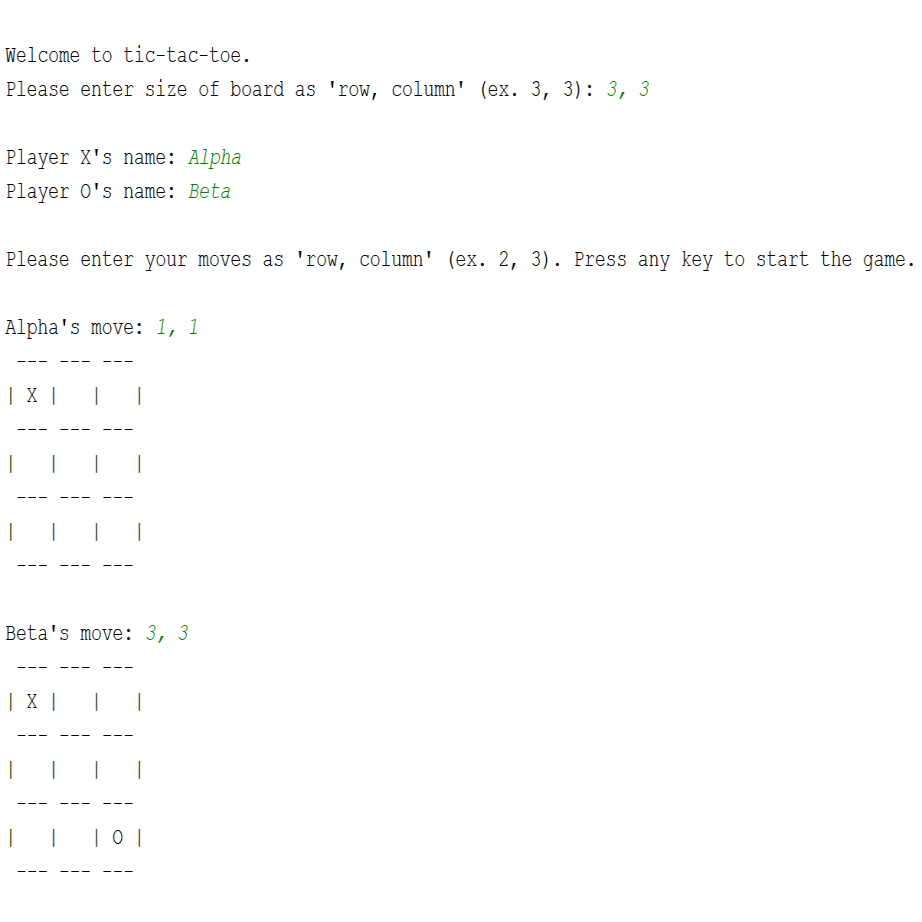 Welcome to tic-tac-toe.
Please enter size of board as 'row, column' (ex. 3, 3): 3, 3
Player X's name: Alpha
Player O's name: Beta
Please enter your moves as 'row, column' (ex. 2, 3). Press any key to start the game.
Alpha's move: 1, 1
 --- --- ---
| X |   |   |
 --- --- ---
|   |   |   |
 --- --- ---
|   |   |   |
 --- --- ---
Beta's move: 3, 3
 --- --- ---
| X |   |   |
 --- --- ---
|   |   |   |
 --- --- ---
|   |   | O |
 --- --- ---